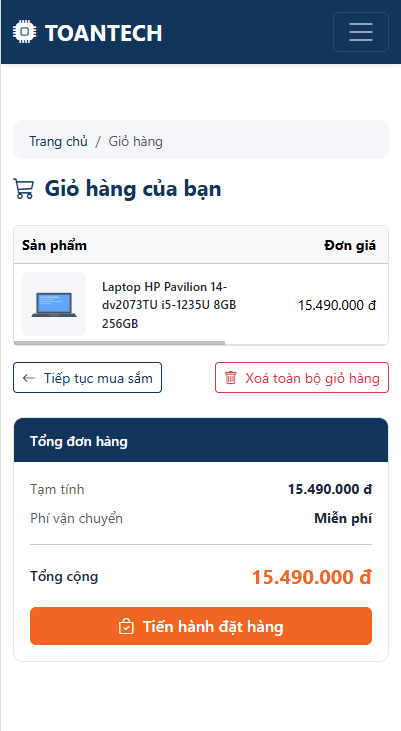 TOANTECH
Trang chủ / Giỏ hàng
Giỏ hàng của bạn
Sản phẩm Đơn giá
Laptop HP Pavilion 14-
dv2073TU i5-1235U 8GB
256GB
15.490.000 đ
Tiếp tục mua sắm
Xoá toàn bộ giỏ hàng
Tổng đơn hàng
Tạm tính 15.490.000 đ
Phí vận chuyển Miễn phí
Tổng cộng 15.490.000 đ
Tiến hành đặt hàng